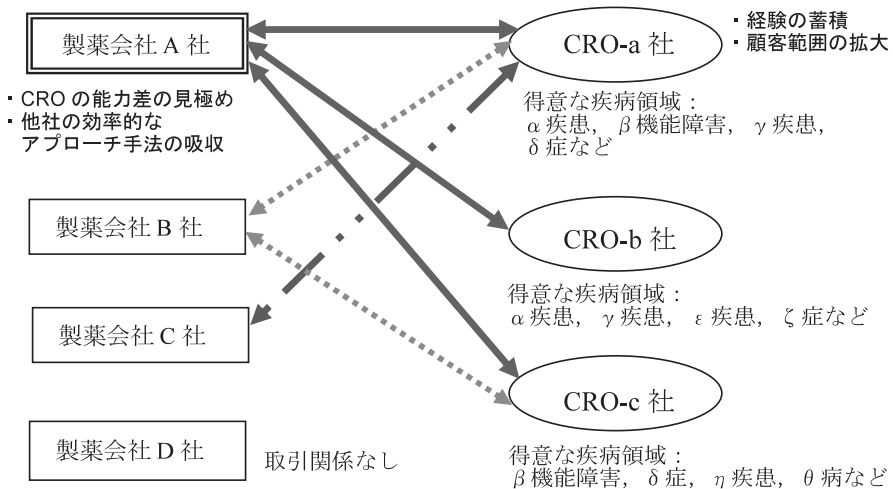 製薬会社 A 社
・CRO の能力差の見極め
・他社の効率的な
アプローチ手法の吸収
製薬会社 B 社
製薬会社 C 社
製薬会社 D 社
取引関係なし
CRO-a 社
・経験の蓄積
・顧客範囲の拡大
得意な疾病領域：
α 疾患， β 機能障害， γ 疾患，
δ 症など
CRO-b 社
得意な疾病領域：
α 疾患， γ 疾患， ε 疾患， ζ 症など
CRO-c 社
得意な疾病領域：
β 機能障害， δ 症， η 疾患， θ 病など